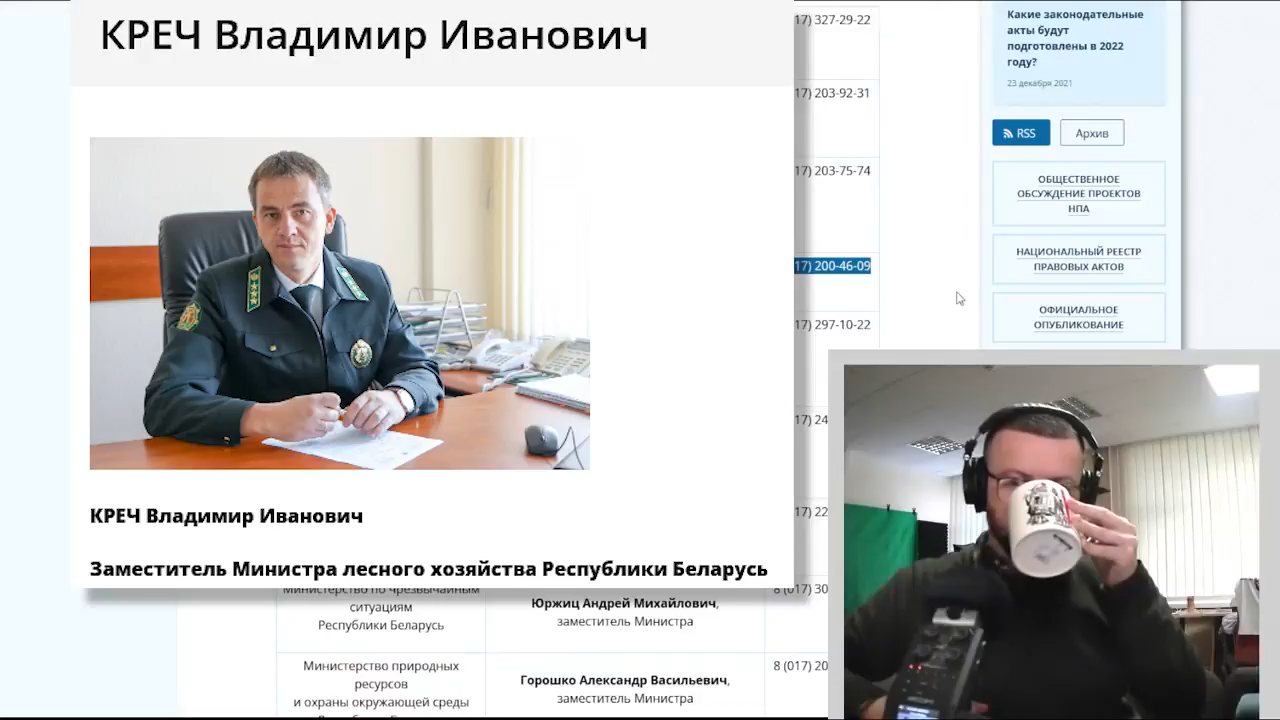 КРЕЧ Владимир Иванович
КРЕЧ Владимир Иванович
Заместитель Министра лесного хозяйства Республики Беларусь
17) 327-29-22
17) 203-92-31
17) 203-75-74
17) 200-46-09
17) 297-10-22
17) 24
17) 22
Министерство по чрезвычайным
ситуациям
Республики Беларусь
Юржиц Андрей Михайлович,
заместитель Министра
8 (017) 30
Министерство природных
ресурсов
и охраны окружающей среды
Горошко Александр Васильевич,
заместитель Министра
8 (017) 20
Какие законодательные
акты будут
подготовлены в 2022
году?
23 декабря 2021
RSS
Архив
ОБЩЕСТВЕННОЕ
ОБСУЖДЕНИЕ ПРОЕКТОВ
НПА
НАЦИОНАЛЬНЫЙ РЕЕСТР
ПРАВОВЫХ АКТОВ
ОФИЦИАЛЬНОЕ
ОПУБЛИКОВАНИЕ